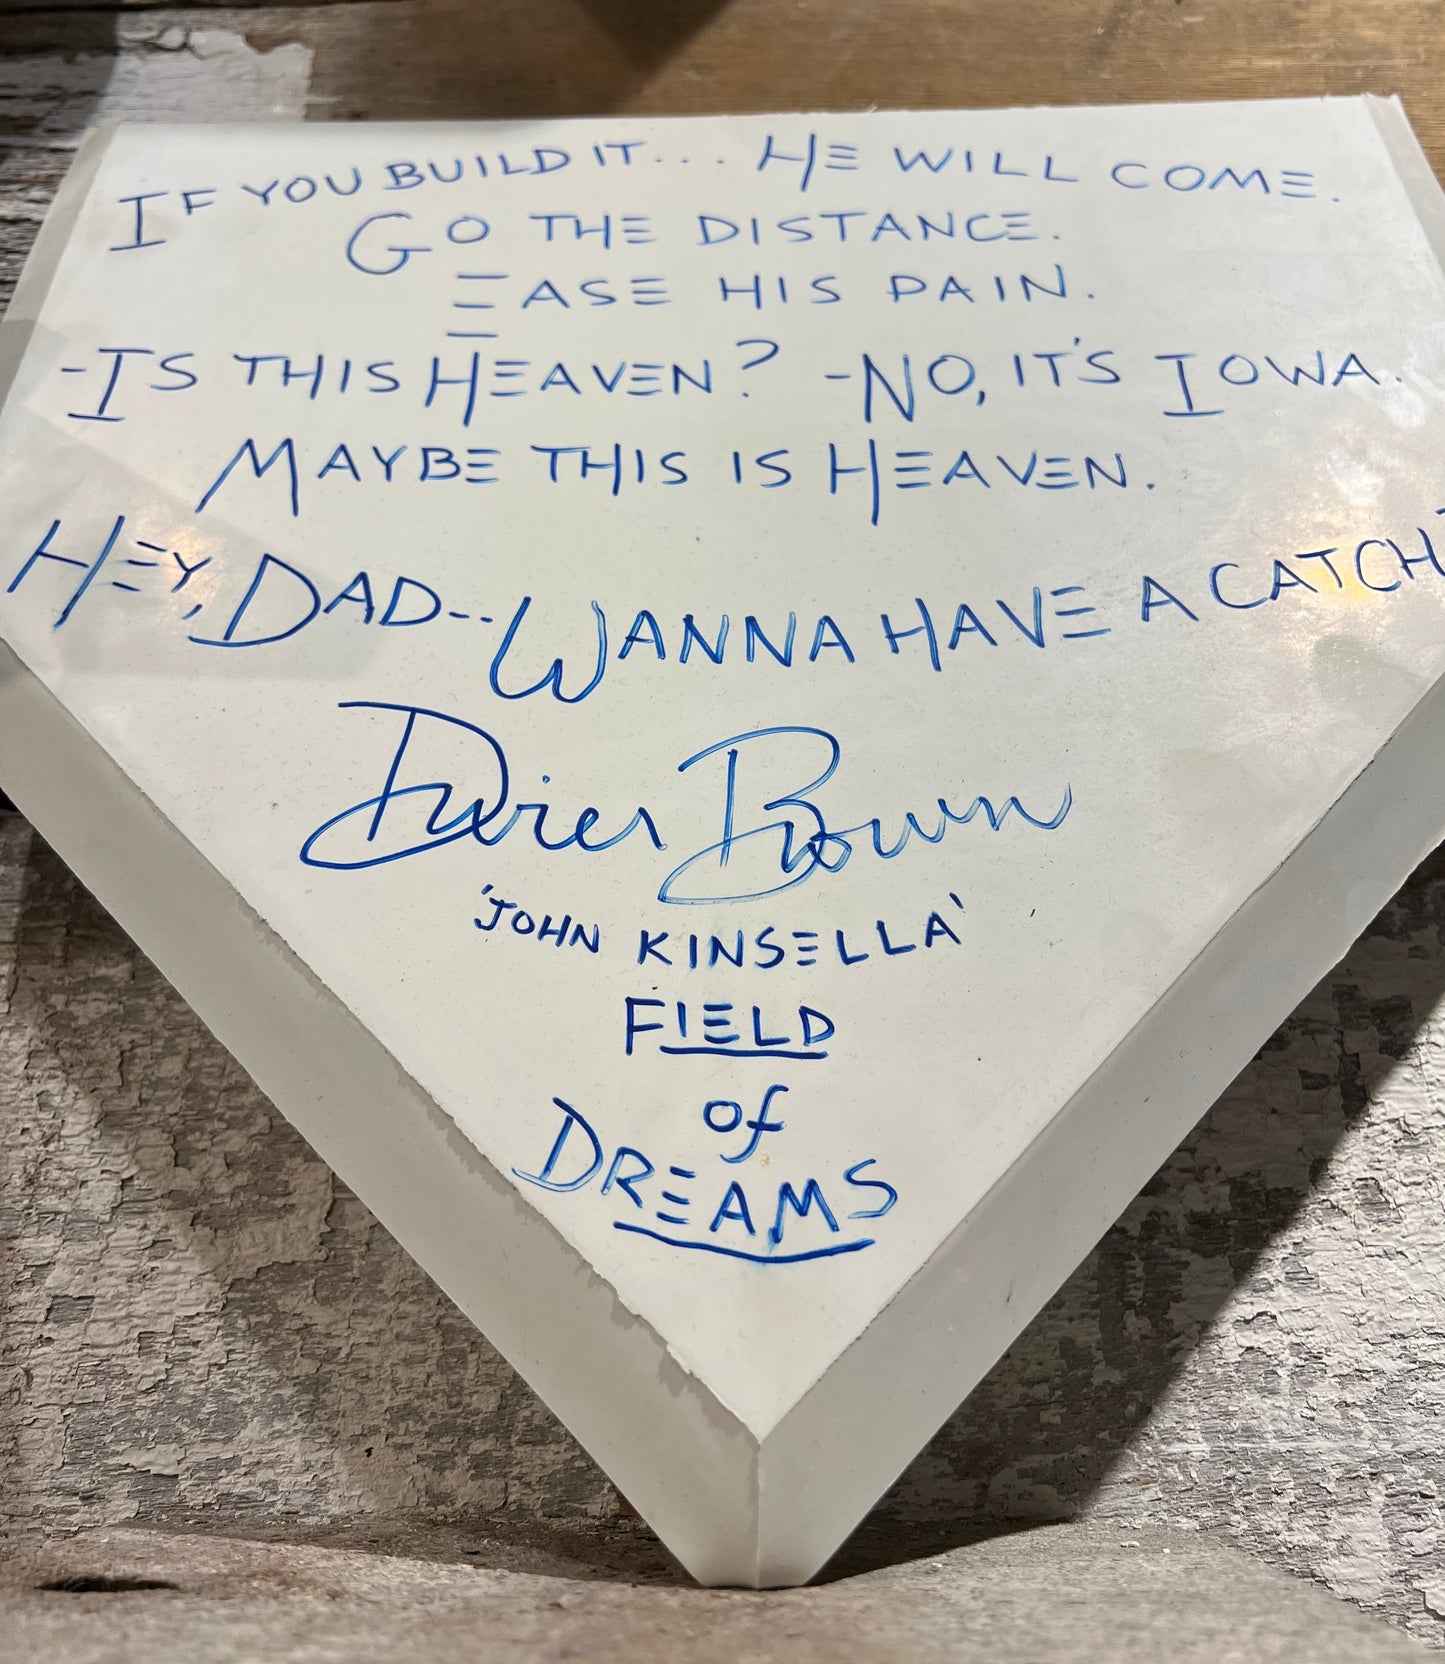 IF YOU BUILD IT... HE WILL COME.
GO THE DISTANCE.
EASE HIS PAIN.
-IS THIS HEAVEN? -NO, IT'S IOWA.
MAYBE THIS IS HEAVEN.
HEY, DAD-.. WANNA HAVE A CATCH
Dwier Brown
'JOHN KINSELLA'
FIELD
of
DREAMS